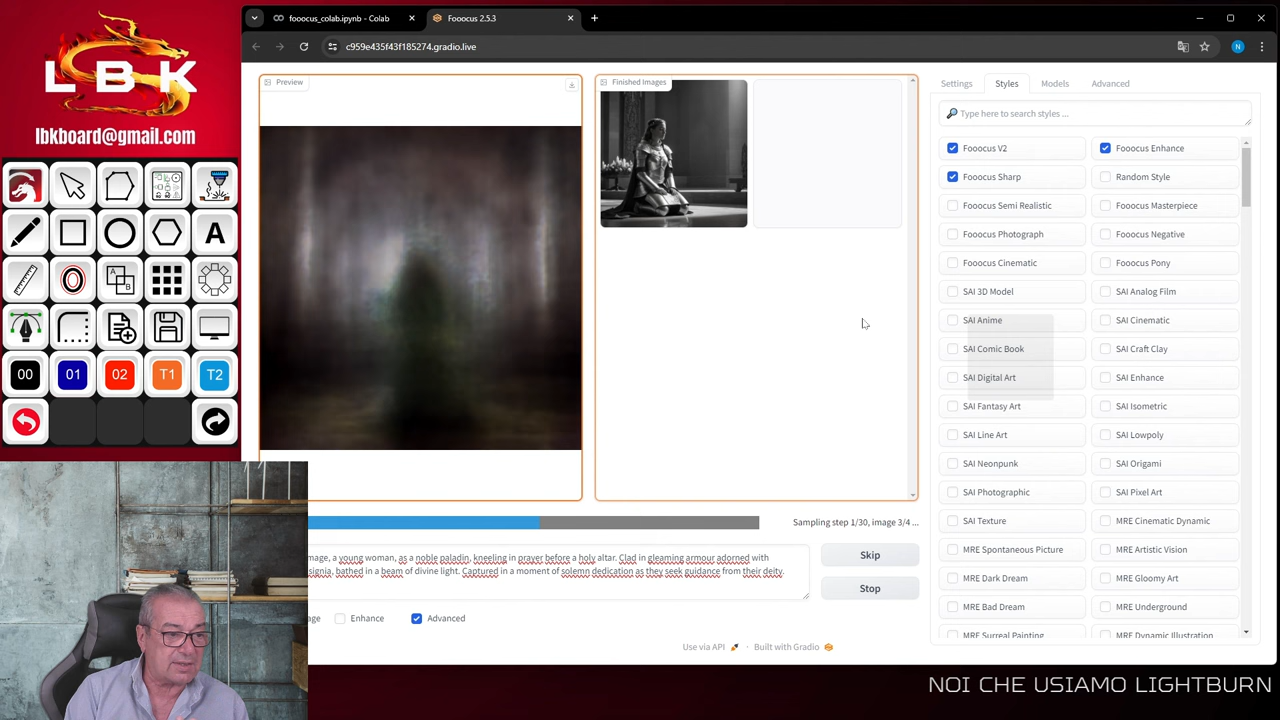 LBK
lbkboard@gmail.com
A
A
B
00
01
02
T1
T2
fooocus_colab.ipynb - Colab
Fooocus 2.5.3
c959e435f43f185274.gradio.live
N
Preview
Finished Images
Sampling step 1/30, image 3/4 ...
mage, a young woman, as a noble paladin, kneeling in prayer before a holy altar. Clad in gleaming armour adorned with
signia, bathed in a beam of divine light. Captured in a moment of solemn dedication as they seek guidance from their deity.
Skip
Stop
age
Enhance
Advanced
Use via API
·
Built with Gradio
Settings
Styles
Models
Advanced
Type here to search styles ...
Fooocus V2
Fooocus Enhance
Fooocus Sharp
Random Style
Fooocus Semi Realistic
Fooocus Masterpiece
Fooocus Photograph
Fooocus Negative
Fooocus Cinematic
Fooocus Pony
SAI 3D Model
SAI Analog Film
SAI Anime
SAI Cinematic
SAI Comic Book
SAI Craft Clay
SAI Digital Art
SAI Enhance
SAI Fantasy Art
SAI Isometric
SAI Line Art
SAI Lowpoly
SAI Neonpunk
SAI Origami
SAI Photographic
SAI Pixel Art
SAI Texture
MRE Cinematic Dynamic
MRE Spontaneous Picture
MRE Artistic Vision
MRE Dark Dream
MRE Gloomy Art
MRE Bad Dream
MRE Underground
MRE Surreal Painting
MRE Dynamic Illustration
NOI CHE USIAMO LIGHTBURN